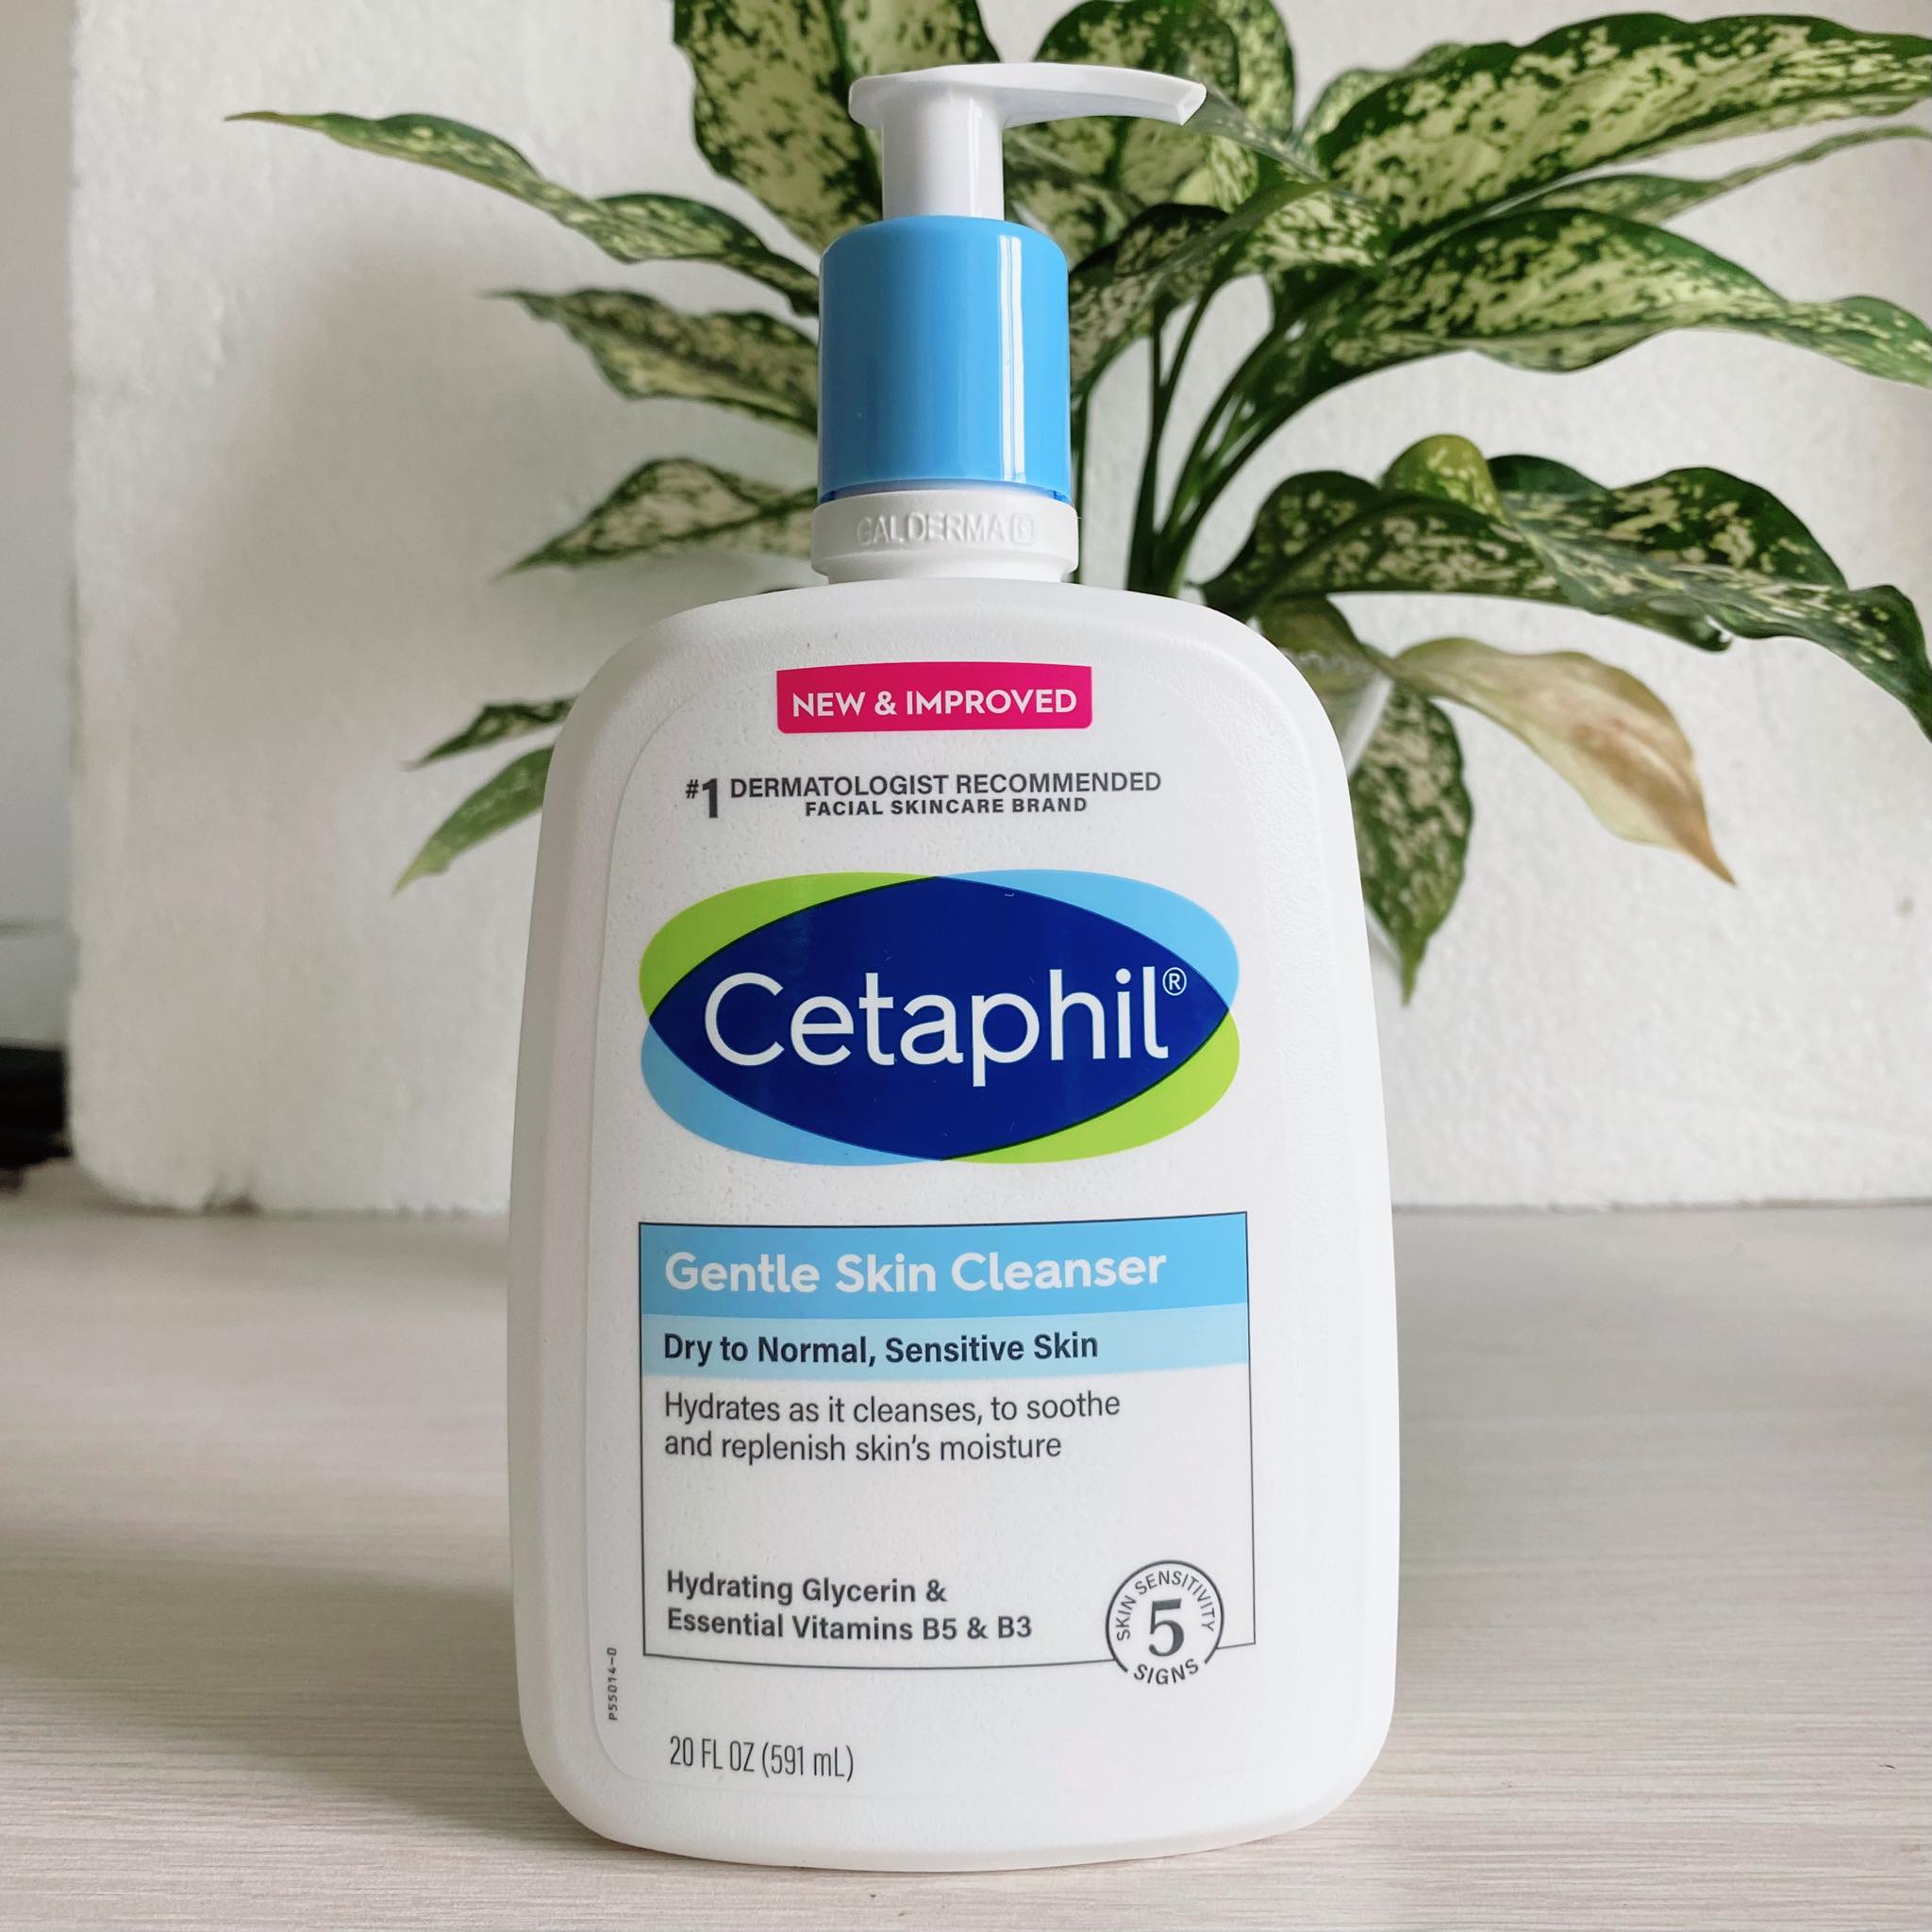 GALDERMA
NEW & IMPROVED
#1 DERMATOLOGIST RECOMMENDED
FACIAL SKINCARE BRAND
Cetaphil®
Gentle Skin Cleanser
Dry to Normal, Sensitive Skin
Hydrates as it cleanses, to soothe
and replenish skin's moisture
Hydrating Glycerin &
Essential Vitamins B5 & B3
SKIN SENSITIVITY
5
SIGNS
P55014-0
20 FL OZ (591 mL)